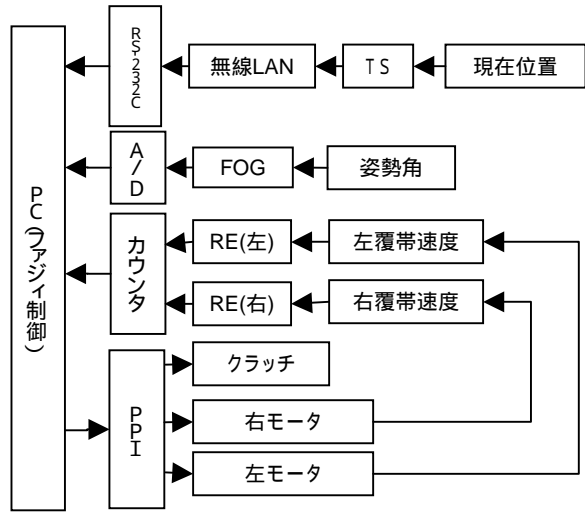 PC(ファジィ制御)
RS-232C
無線LAN
TS
現在位置
A/D
FOG
姿勢角
カウンタ
RE(左)
左覆帯速度
RE(右)
右覆帯速度
PPI
クラッチ
右モータ
左モータ